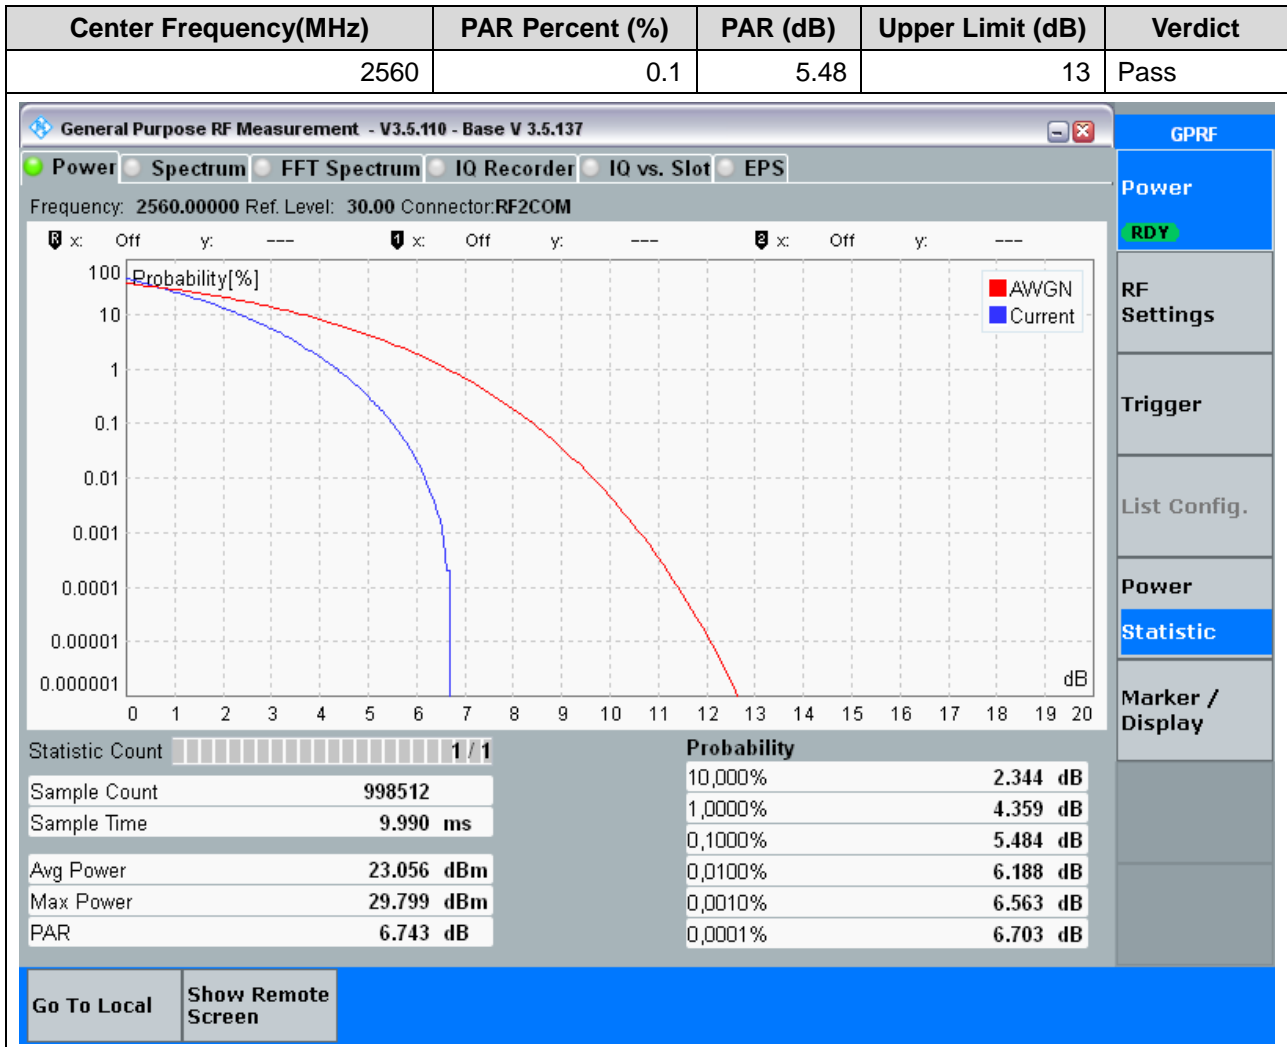 Center Frequency(MHz) PAR Percent (%) PAR (dB) Upper Limit (dB) Verdict
2560 0.1 5.48 13 Pass
General Purpose RF Measurement - V3.5.110 - Base V 3.5.137
GPRF
Power Spectrum FFT Spectrum IQ Recorder IQ vs. Slot EPS
Power
RDY
Frequency: 2560.00000 Ref. Level: 30.00 Connector:RF2COM
R x: Off y: --- 1 x: Off y: --- 2 x: Off y: ---
Probability[%]
AWGN
Current
100
10
1
0.1
0.01
0.001
0.0001
0.00001
0.000001
dB
0 1 2 3 4 5 6 7 8 9 10 11 12 13 14 15 16 17 18 19 20
RF
Settings
Trigger
List Config.
Power
Statistic
Marker /
Display
Statistic Count 1 / 1
Sample Count 998512
Sample Time 9.990 ms
Avg Power 23.056 dBm
Max Power 29.799 dBm
PAR 6.743 dB
Probability
10,000% 2.344 dB
1,0000% 4.359 dB
0,1000% 5.484 dB
0,0100% 6.188 dB
0,0010% 6.563 dB
0,0001% 6.703 dB
Go To Local
Show Remote
Screen